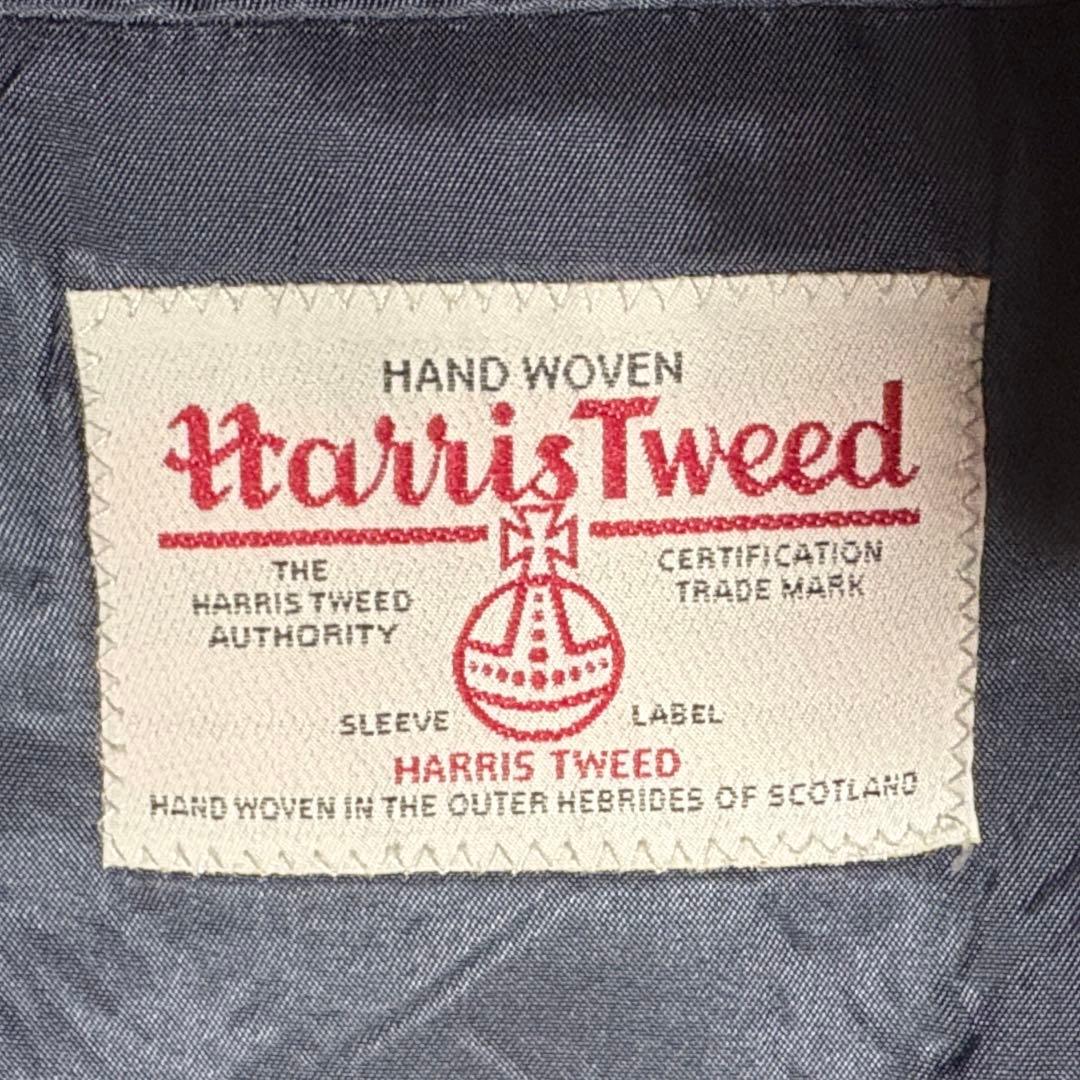 HAND WOVEN
Harris Tweed
THE
HARRIS TWEED
AUTHORITY
CERTIFICATION
TRADE MARK
SLEEVE LABEL
HARRIS TWEED
HAND WOVEN IN THE OUTER HEBRIDES OF SCOTLAND